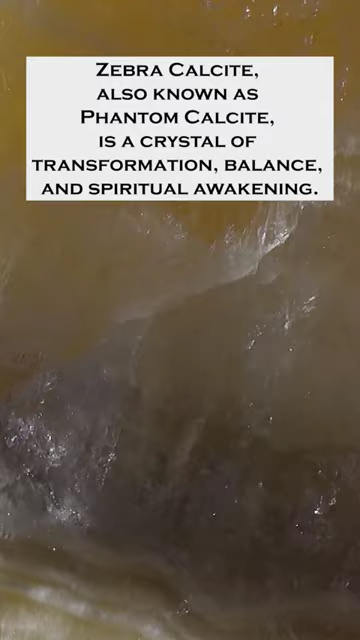 Zebra Calcite,
also known as
Phantom Calcite,
is a crystal of
transformation, balance,
and spiritual awakening.